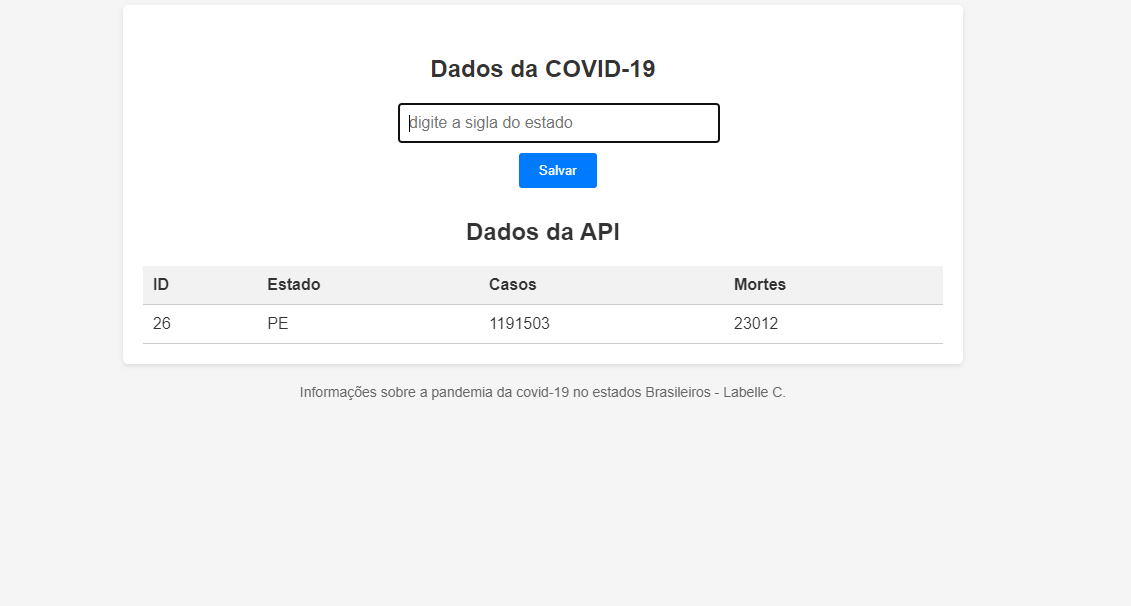 Dados da COVID-19
digite a sigla do estado
Salvar
Dados da API
ID Estado Casos Mortes
26 PE 1191503 23012
Informações sobre a pandemia da covid-19 no estados Brasileiros - Labelle C.